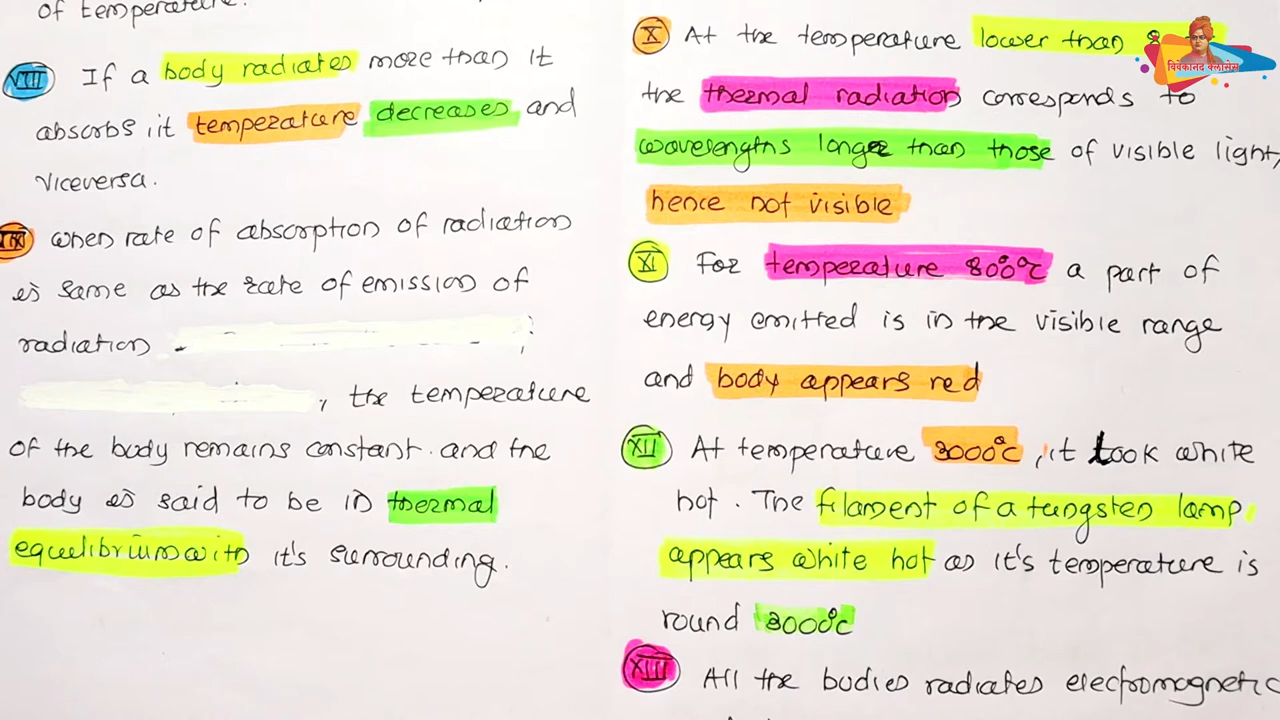 of temperature.
VIII If a body radiates more than it
absorbs it temperature decreases and
viceversa.
IX when rate of absorption of radiation
is same as the rate of emission of
radiation
, the temperature
of the body remains constant. and the
body is said to be in thermal
equilibrium with it's surrounding.
X At the temperature lower than
the thermal radiation corresponds to
wavelengths longer than those of visible light,
hence not visible
XI For temperature 800°C a part of
energy emitted is in the visible range
and body appears red
XII At temperature 3000°C, it look white
hot. The filament of a tungsten lamp
appears white hot as it's temperature is
round 3000°C
XIII All the bodies radiates electromagnetic
विवेकानंद क्लासेस